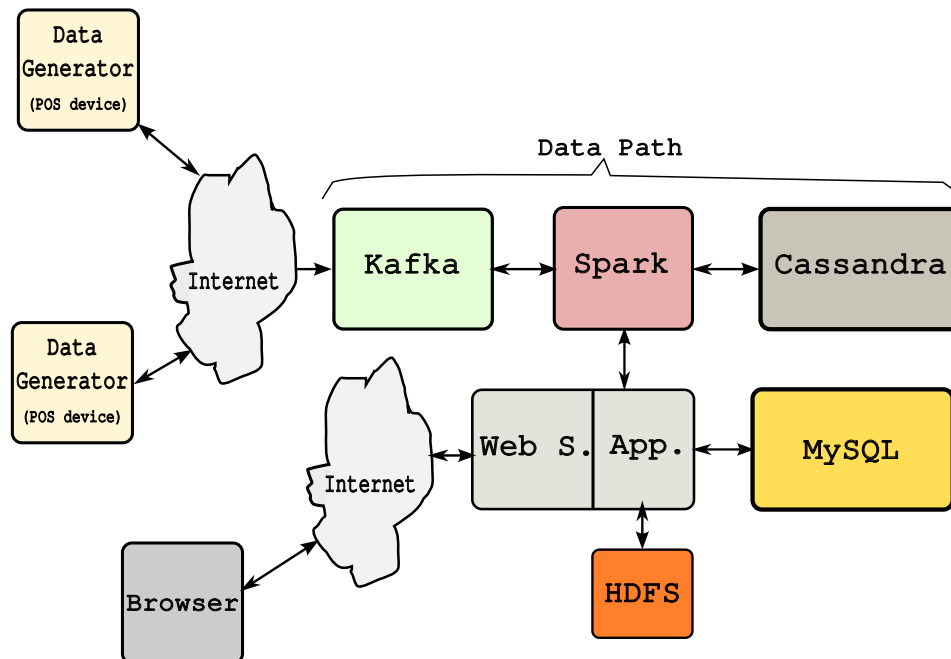 Data
Generator
(POS device)
Data Path
Internet
Kafka
Spark
Cassandra
Data
Generator
(POS device)
Web S.
App.
MySQL
Internet
Browser
HDFS